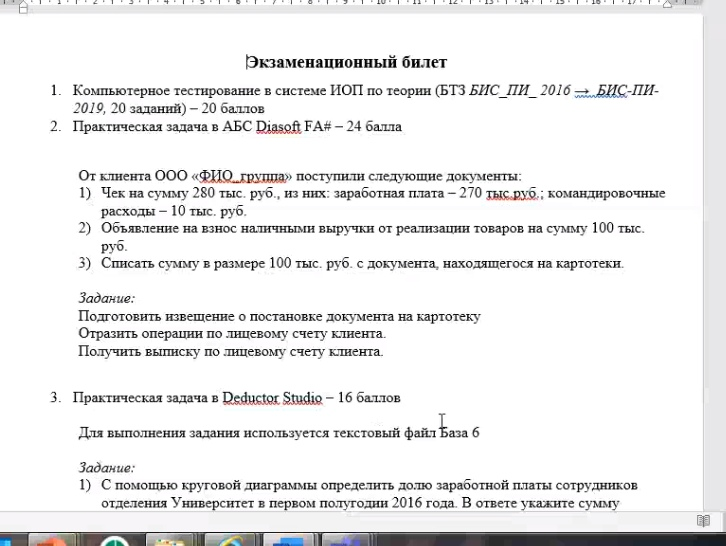 Экзаменационный билет
1. Компьютерное тестирование в системе ИОП по теории (БТЗ БИС_ПИ_ 2016 → БИС-ПИ-
2019, 20 заданий) – 20 баллов
2. Практическая задача в АБС Diasoft FA# – 24 балла
От клиента ООО «ФИО_группа» поступили следующие документы:
1) Чек на сумму 280 тыс. руб., из них: заработная плата – 270 тыс.руб.; командировочные
расходы – 10 тыс. руб.
2) Объявление на взнос наличными выручки от реализации товаров на сумму 100 тыс.
руб.
3) Списать сумму в размере 100 тыс. руб. с документа, находящегося на картотеки.
Задание:
Подготовить извещение о постановке документа на картотеку
Отразить операции по лицевому счету клиента.
Получить выписку по лицевому счету клиента.
3. Практическая задача в Deductor Studio – 16 баллов
Для выполнения задания используется текстовый файл База 6
Задание:
1) С помощью круговой диаграммы определить долю заработной платы сотрудников
отделения Университет в первом полугодии 2016 года. В ответе укажите сумму